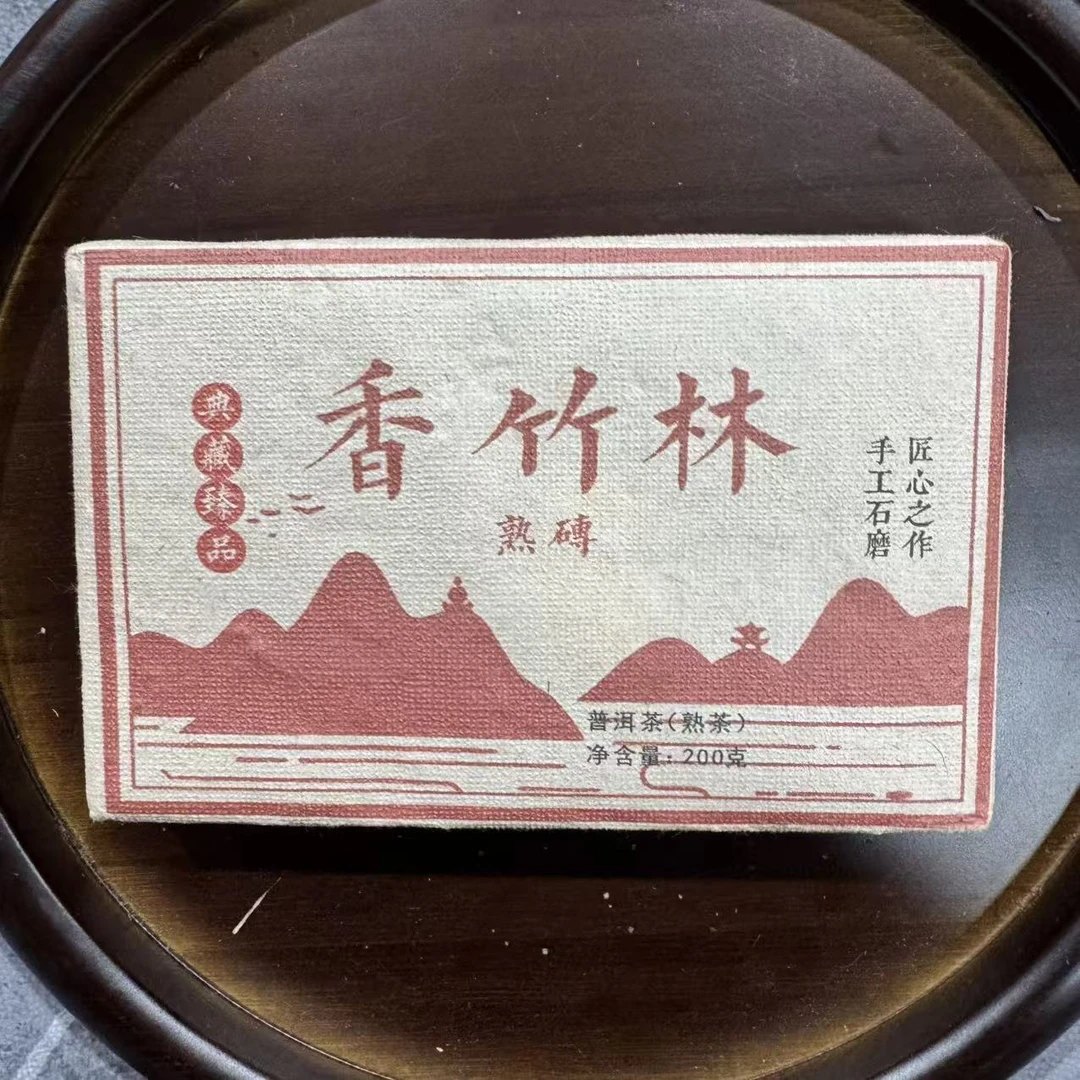 典藏臻品
香竹林
熟磚
匠心之作
手工石磨
普洱茶(熟茶)
净含量:200克